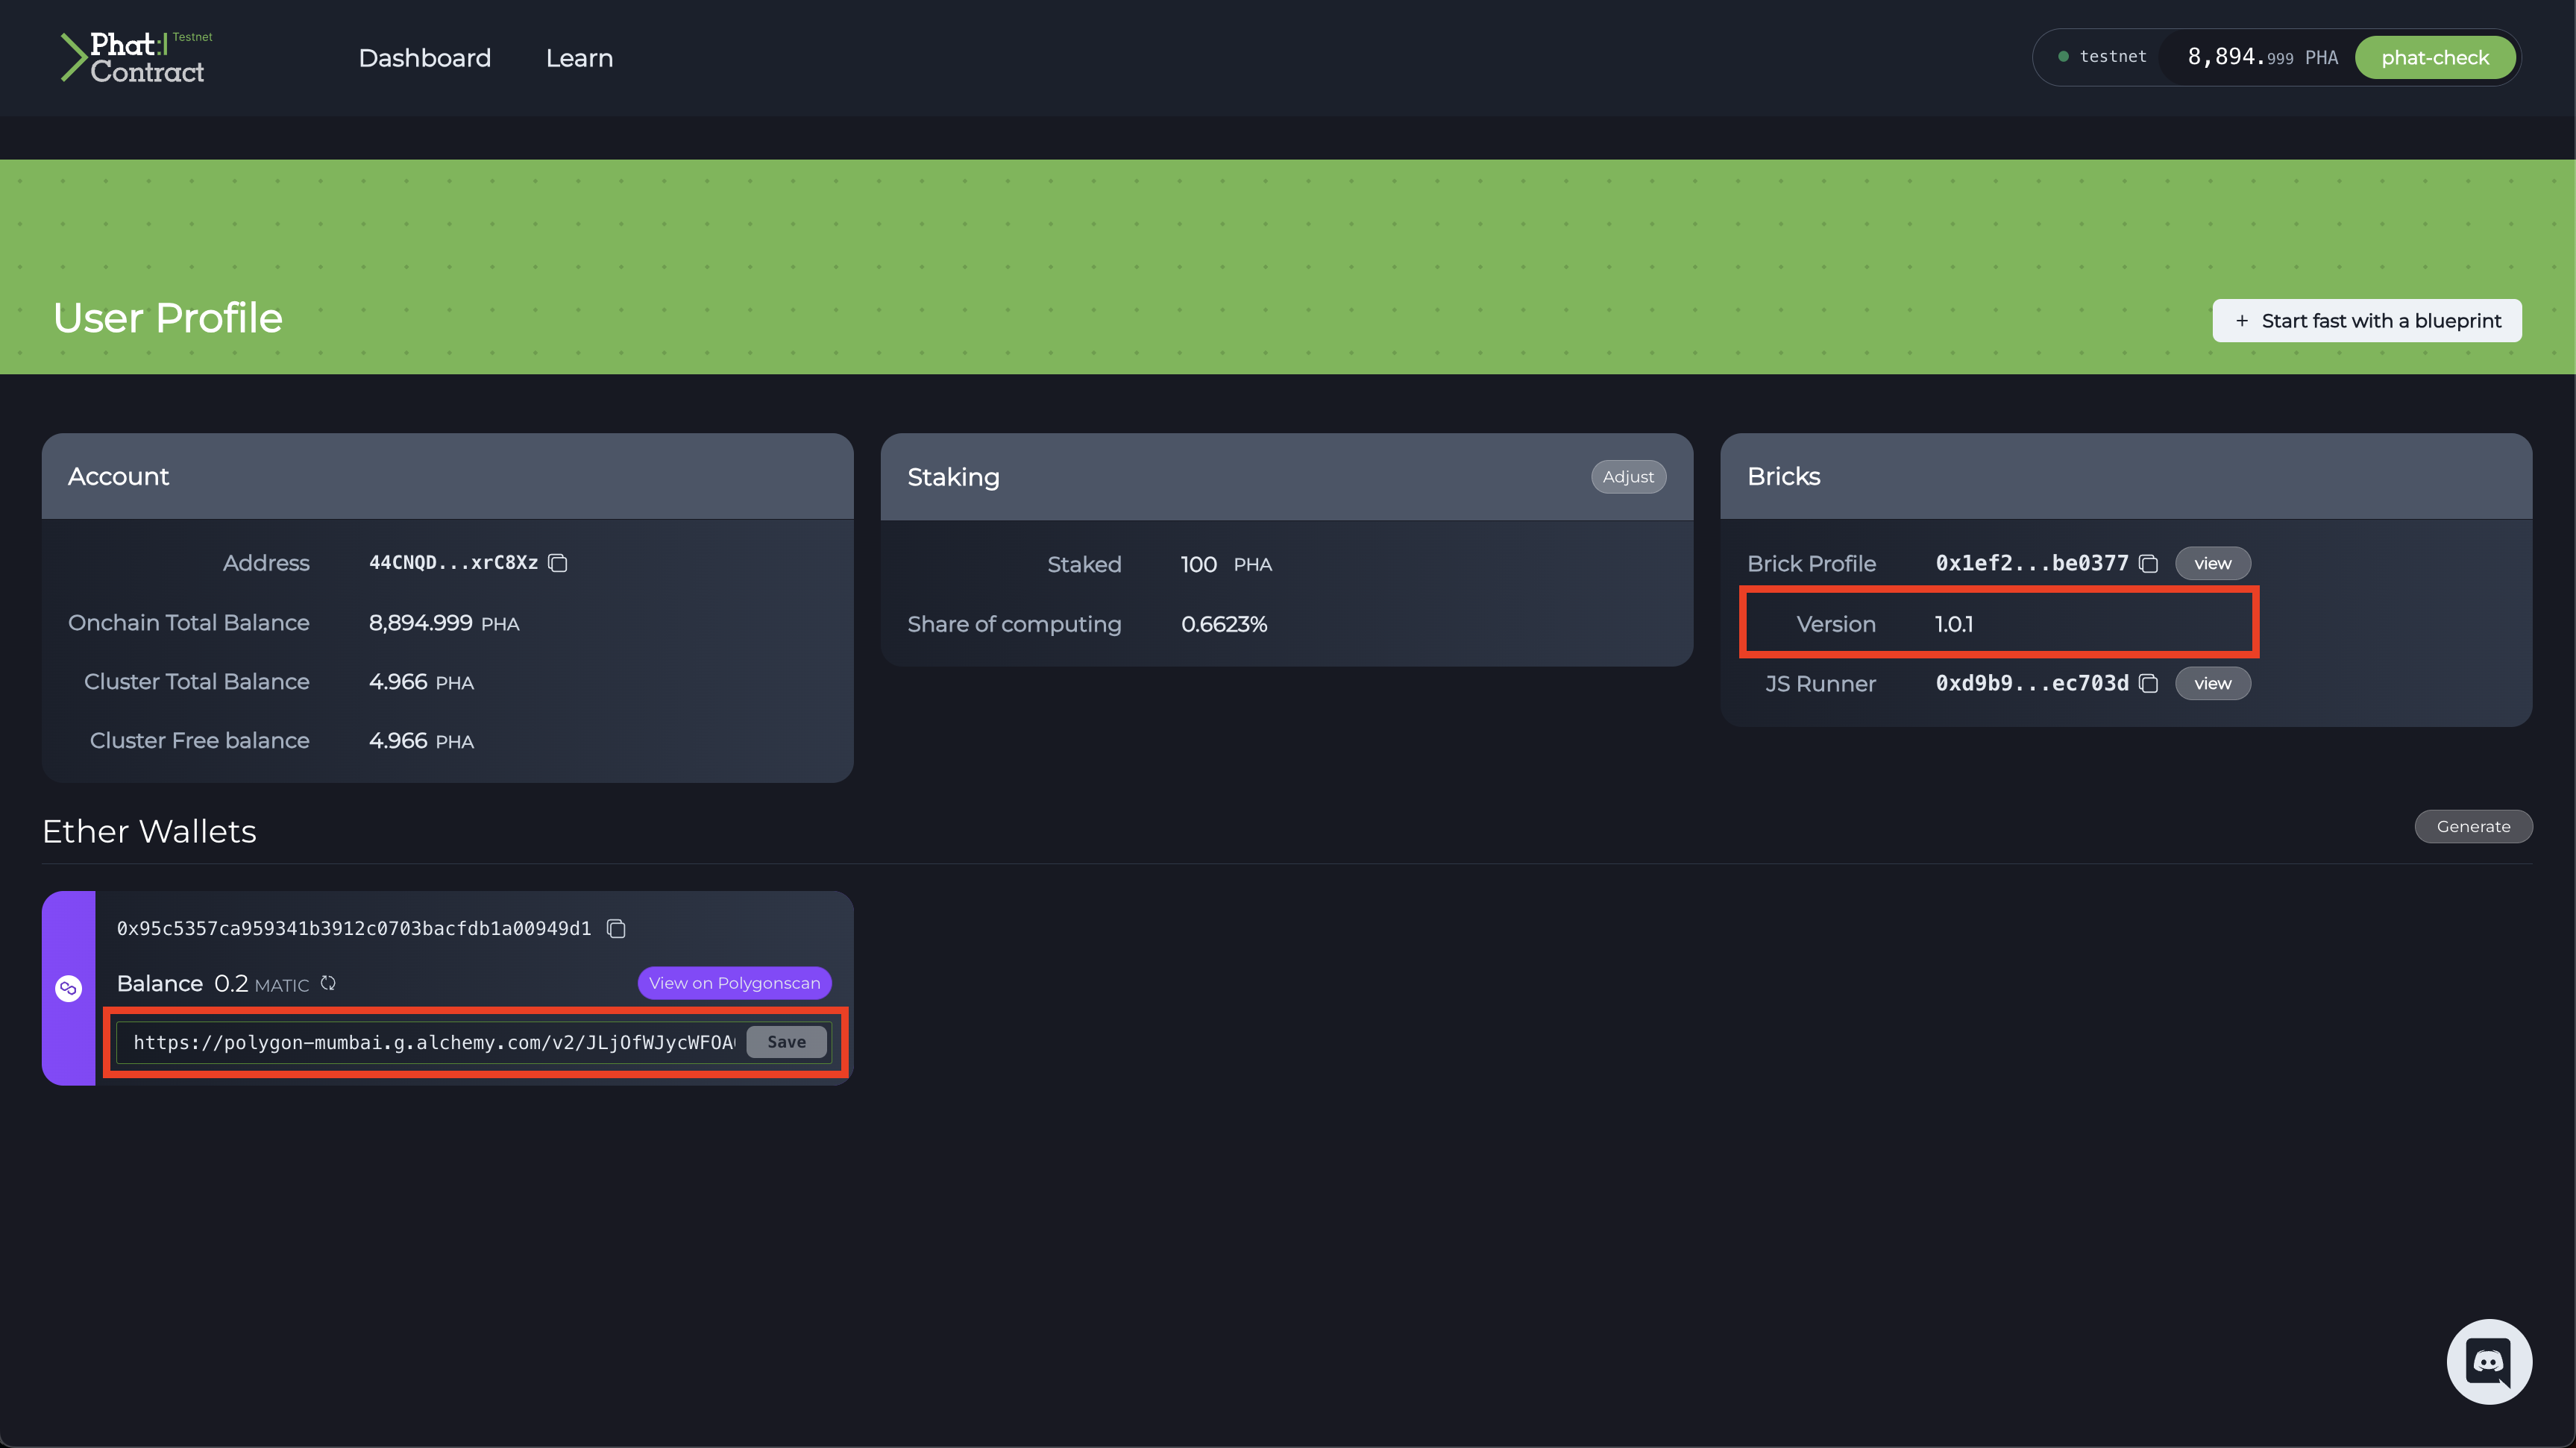 Phat Testnet
Contract
Dashboard
Learn
testnet
8,894.999 PHA
phat-check
User Profile
+ Start fast with a blueprint
Account
Address 44CNQD...xrC8Xz
Onchain Total Balance 8,894.999 PHA
Cluster Total Balance 4.966 PHA
Cluster Free balance 4.966 PHA
Staking
Adjust
Staked 100 PHA
Share of computing 0.6623%
Bricks
Brick Profile 0x1ef2...be0377 view
Version 1.0.1
JS Runner 0xd9b9...ec703d view
Ether Wallets
Generate
0x95c5357ca959341b3912c0703bacfdb1a00949d1
Balance 0.2 MATIC
View on Polygonscan
https://polygon-mumbai.g.alchemy.com/v2/JLjOfWJycWFOA
Save